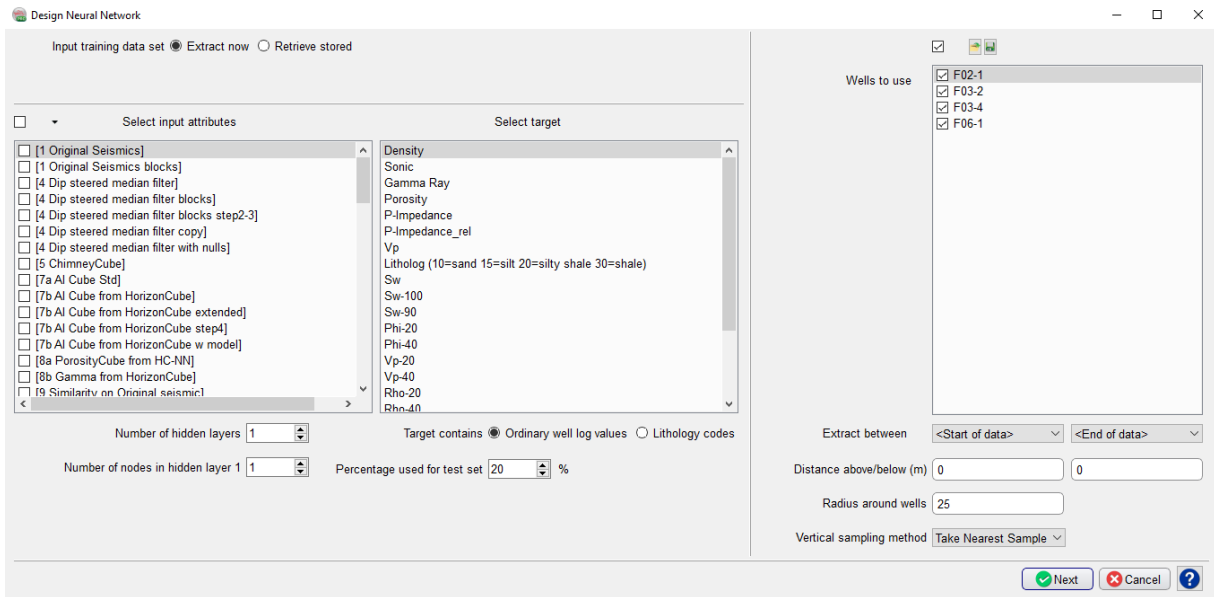 Design Neural Network
Input training data set Extract now Retrieve stored
Select input attributes
[1 Original Seismics]
[1 Original Seismics blocks]
[4 Dip steered median filter]
[4 Dip steered median filter blocks]
[4 Dip steered median filter blocks step2-3]
[4 Dip steered median filter copy]
[4 Dip steered median filter with nulls]
[5 ChimneyCube]
[7a AI Cube Std]
[7b AI Cube from HorizonCube]
[7b AI Cube from HorizonCube extended]
[7b AI Cube from HorizonCube step4]
[7b AI Cube from HorizonCube w model]
[8a PorosityCube from HC-NN]
[8b Gamma from HorizonCube]
[9 Similarity on Original seismic]
Select target
Density
Sonic
Gamma Ray
Porosity
P-Impedance
P-Impedance_rel
Vp
Litholog (10=sand 15=silt 20=silty shale 30=shale)
Sw
Sw-100
Sw-90
Phi-20
Phi-40
Vp-20
Vp-40
Rho-20
Rho-40
Number of hidden layers 1
Target contains Ordinary well log values Lithology codes
Number of nodes in hidden layer 1 1
Percentage used for test set 20 %
Wells to use
F02-1
F03-2
F03-4
F06-1
Extract between <Start of data> <End of data>
Distance above/below (m) 0 0
Radius around wells 25
Vertical sampling method Take Nearest Sample
Next Cancel ?